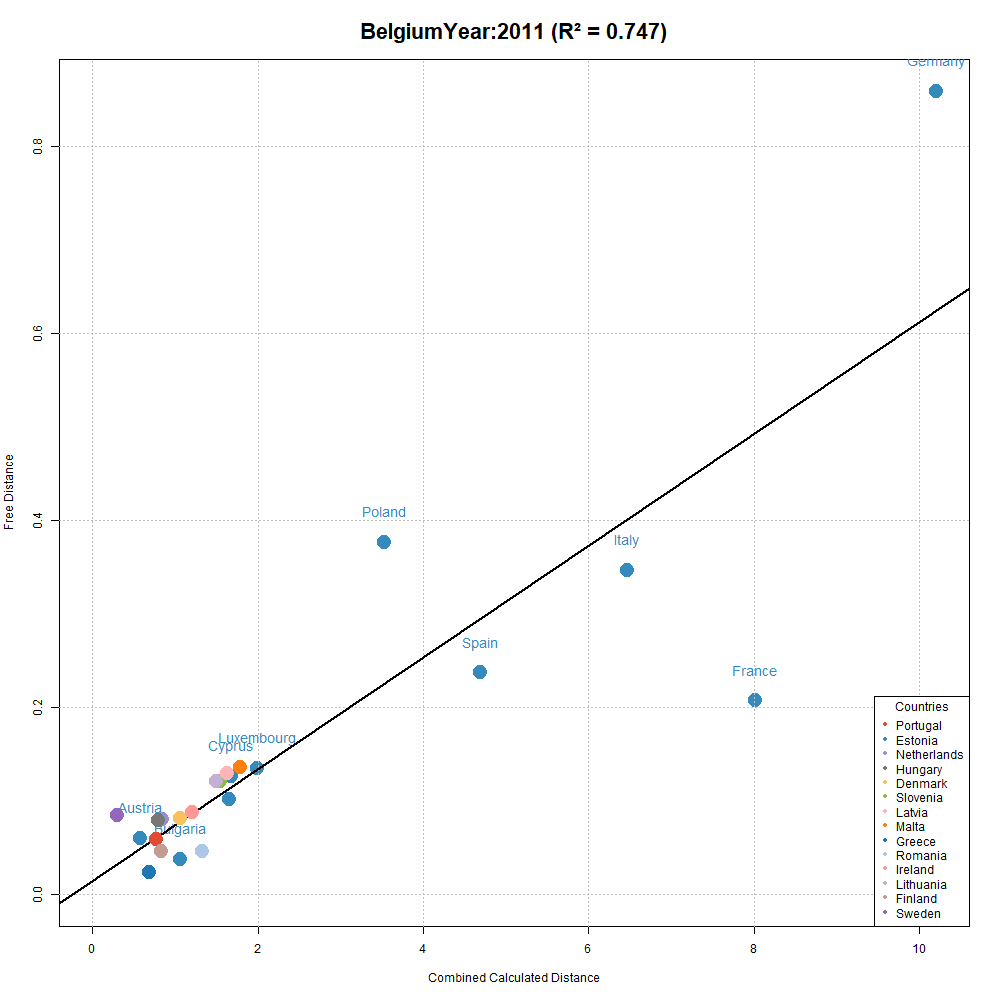 BelgiumYear:2011 (R² = 0.747)
Germany
0.8
0.6
Free Distance
0.4
Poland
Italy
Spain
France
0.2
Luxembourg
Cyprus
Austria
Bulgaria
0.0
Countries
Portugal
Estonia
Netherlands
Hungary
Denmark
Slovenia
Latvia
Malta
Greece
Romania
Ireland
Lithuania
Finland
Sweden
0 2 4 6 8 10
Combined Calculated Distance